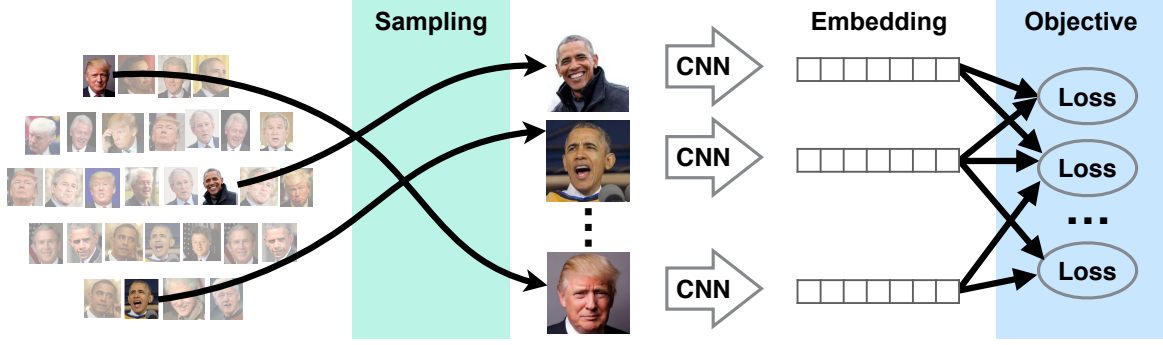 Sampling
Embedding
Objective
CNN
Loss
CNN
Loss
...
CNN
Loss